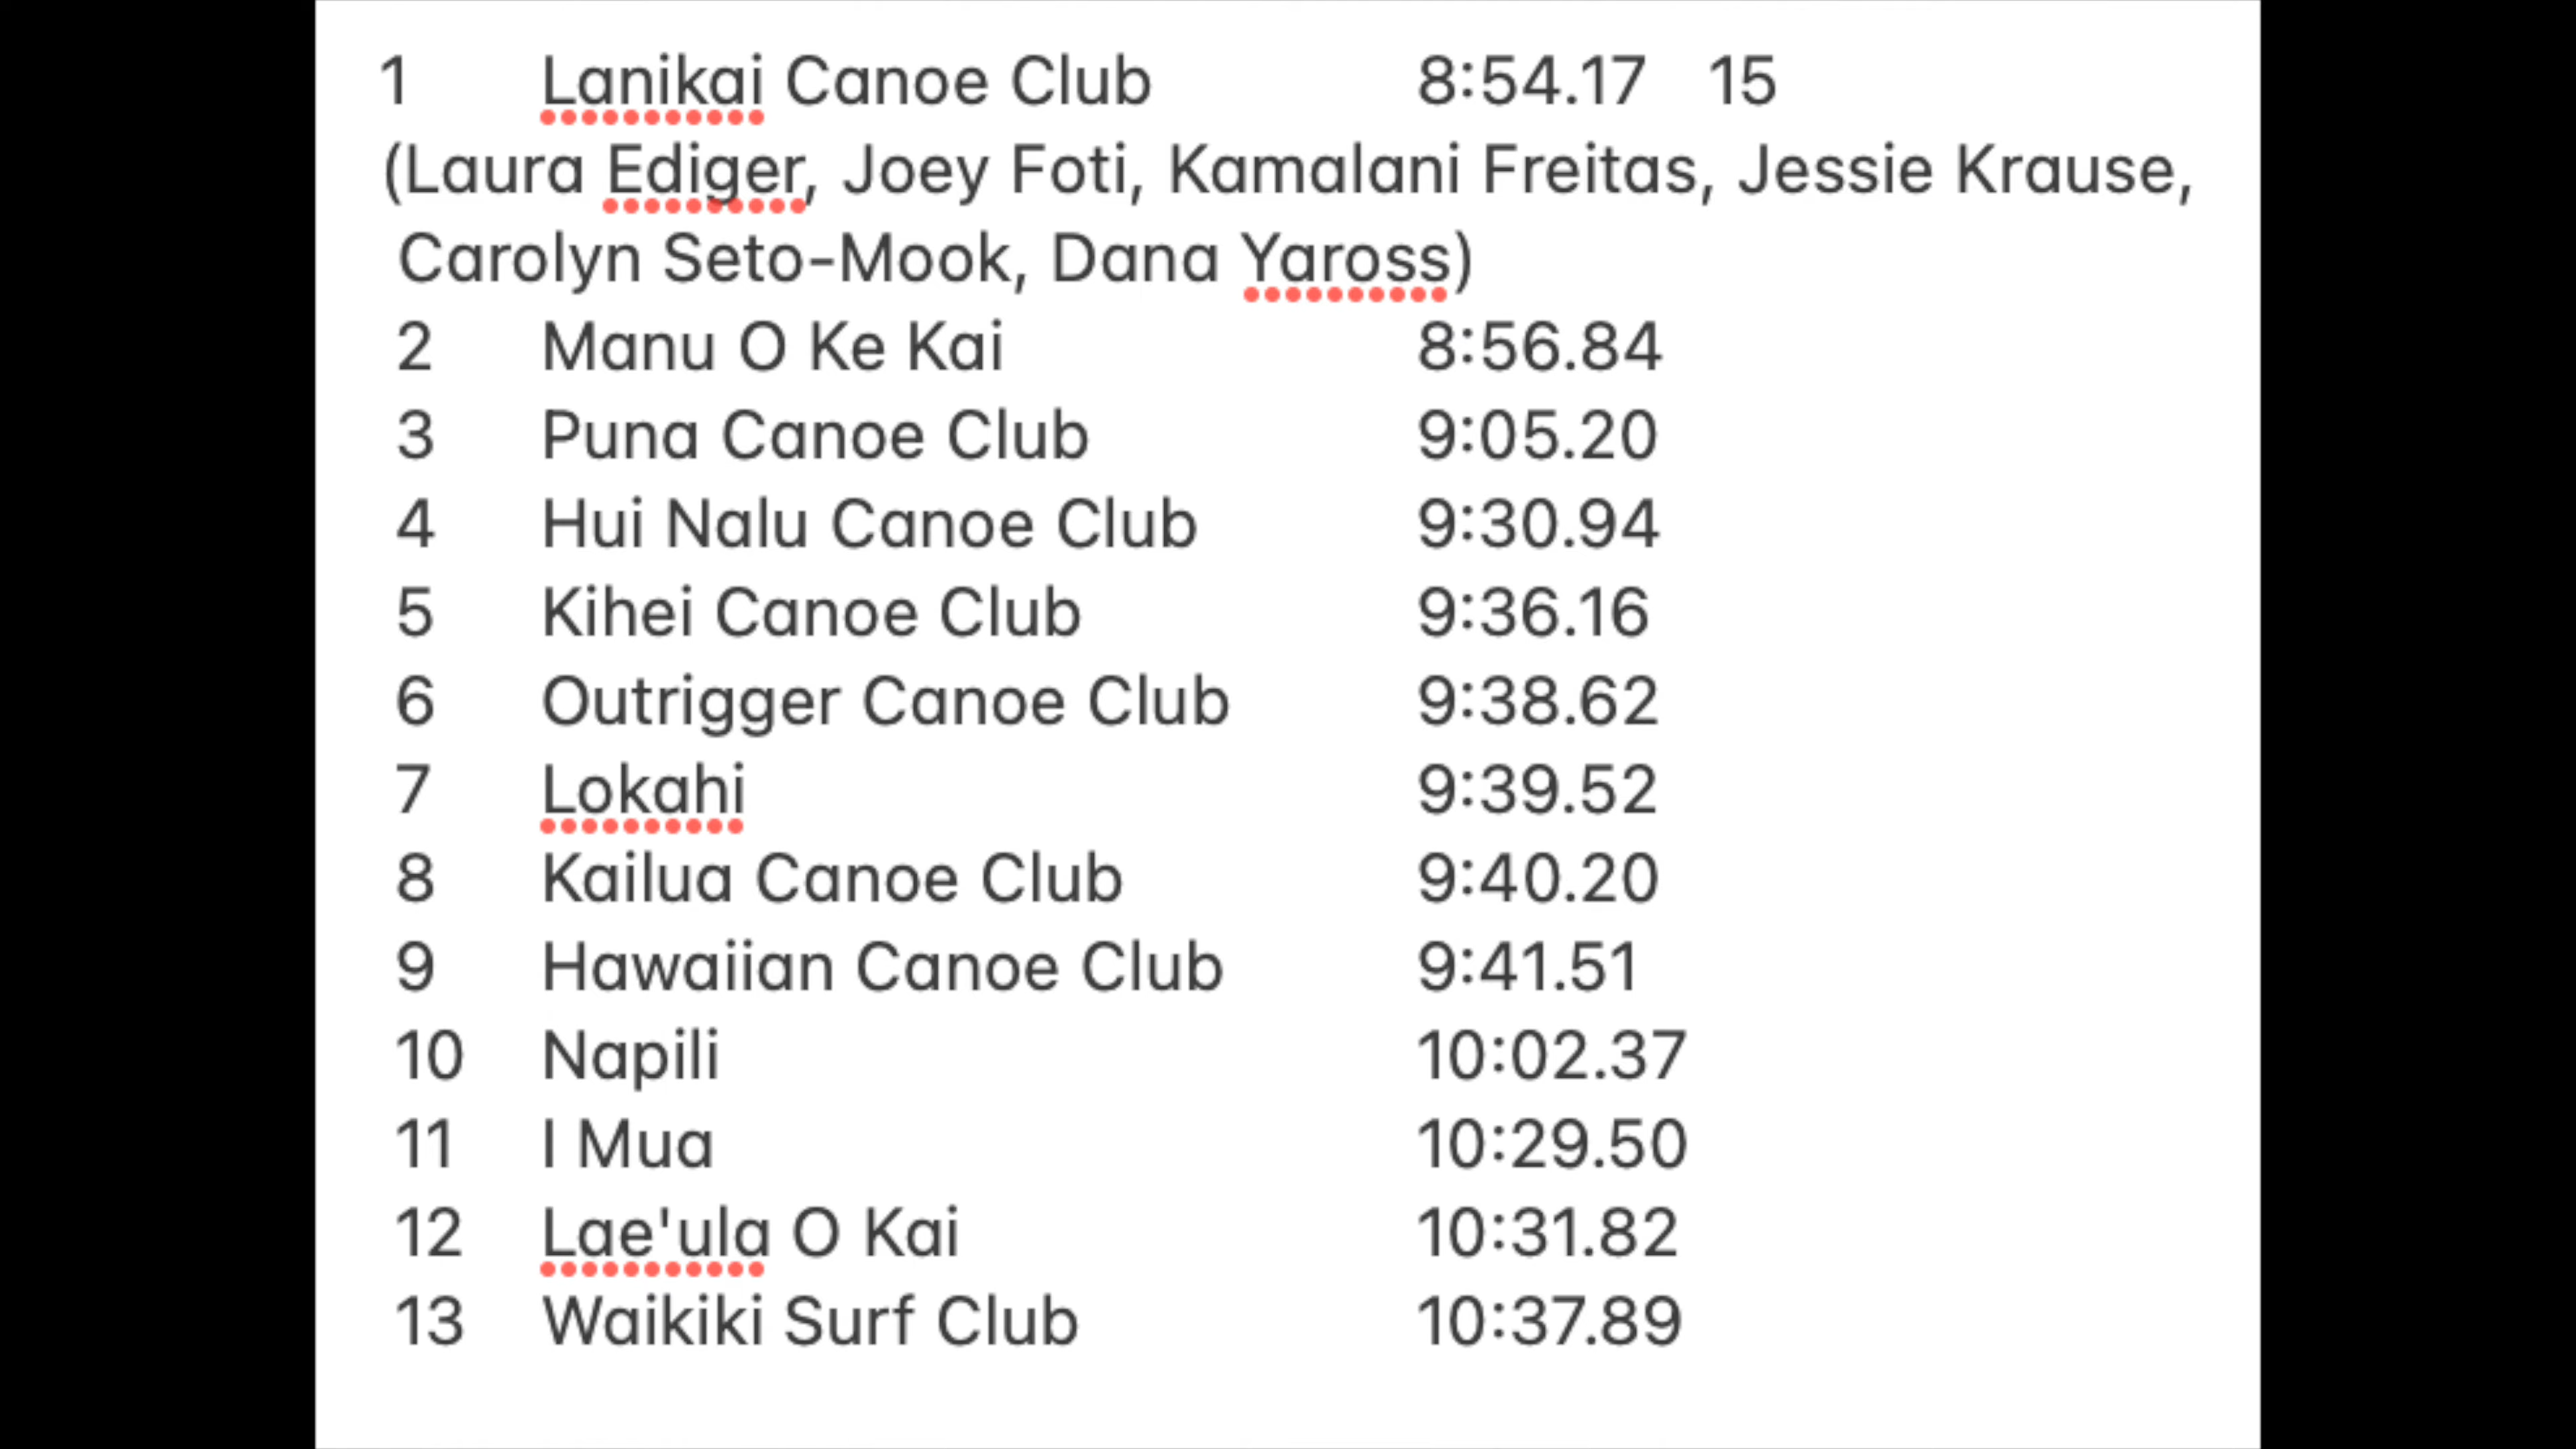 1 Lanikai Canoe Club 8:54.17 15
(Laura Ediger, Joey Foti, Kamalani Freitas, Jessie Krause,
Carolyn Seto-Mook, Dana Yaross)
2 Manu O Ke Kai 8:56.84
3 Puna Canoe Club 9:05.20
4 Hui Nalu Canoe Club 9:30.94
5 Kihei Canoe Club 9:36.16
6 Outrigger Canoe Club 9:38.62
7 Lokahi 9:39.52
8 Kailua Canoe Club 9:40.20
9 Hawaiian Canoe Club 9:41.51
10 Napili 10:02.37
11 I Mua 10:29.50
12 Lae'ula O Kai 10:31.82
13 Waikiki Surf Club 10:37.89